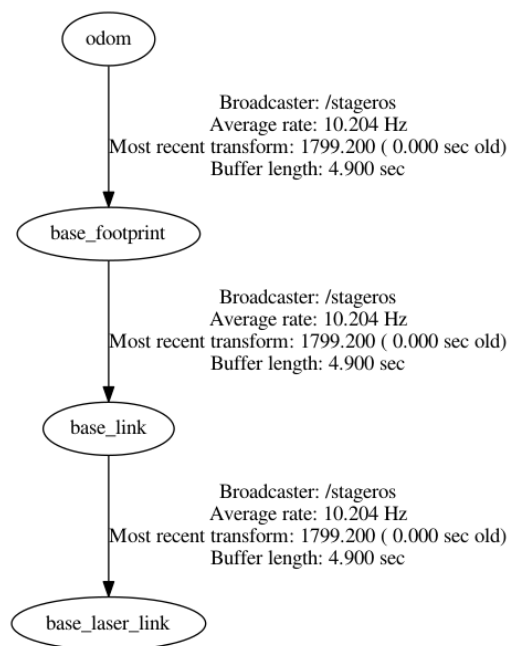 odom
Broadcaster: /stageros
Average rate: 10.204 Hz
Most recent transform: 1799.200 ( 0.000 sec old)
Buffer length: 4.900 sec
base_footprint
Broadcaster: /stageros
Average rate: 10.204 Hz
Most recent transform: 1799.200 ( 0.000 sec old)
Buffer length: 4.900 sec
base_link
Broadcaster: /stageros
Average rate: 10.204 Hz
Most recent transform: 1799.200 ( 0.000 sec old)
Buffer length: 4.900 sec
base_laser_link